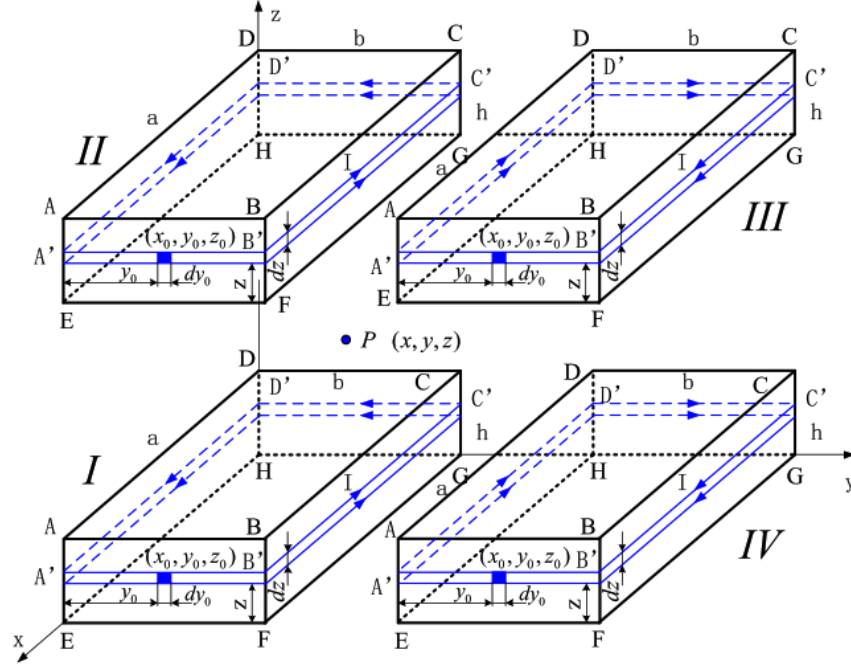 z
D b C D b C
D' C' D' C'
a h h
II H G a H G
I I III
A B A B
(x₀, y₀, z₀) B' (x₀, y₀, z₀) B'
A' A'
y₀ dy₀ z dz y₀ dy₀ z dz
E F E F
P (x, y, z)
D b C D b C
D' C' D' C'
a h h
I H G a H G y
I I IV
A B A B
(x₀, y₀, z₀) B' (x₀, y₀, z₀) B'
A' A'
y₀ dy₀ z dz y₀ dy₀ z dz
x E F E F